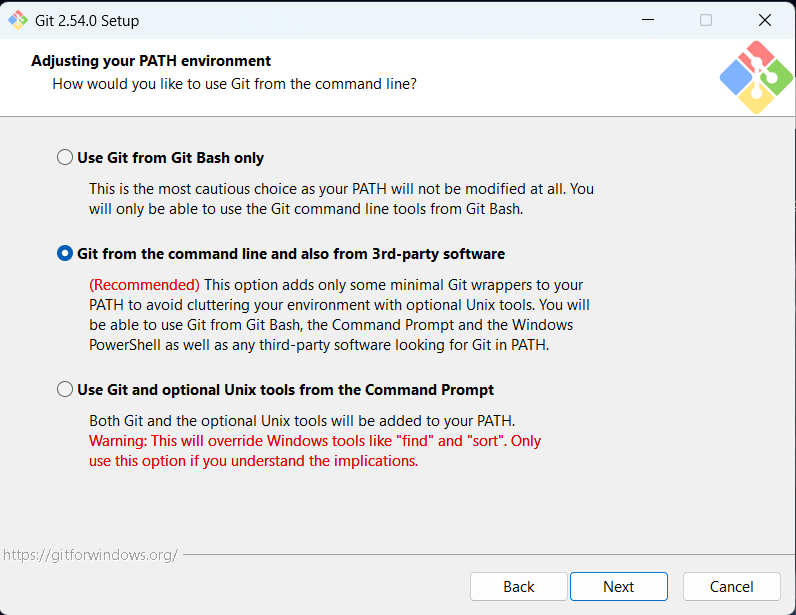 Git 2.54.0 Setup
Adjusting your PATH environment
How would you like to use Git from the command line?
Use Git from Git Bash only
This is the most cautious choice as your PATH will not be modified at all. You
will only be able to use the Git command line tools from Git Bash.
Git from the command line and also from 3rd-party software
(Recommended) This option adds only some minimal Git wrappers to your
PATH to avoid cluttering your environment with optional Unix tools. You will
be able to use Git from Git Bash, the Command Prompt and the Windows
PowerShell as well as any third-party software looking for Git in PATH.
Use Git and optional Unix tools from the Command Prompt
Both Git and the optional Unix tools will be added to your PATH.
Warning: This will override Windows tools like "find" and "sort". Only
use this option if you understand the implications.
https://gitforwindows.org/
Back Next Cancel